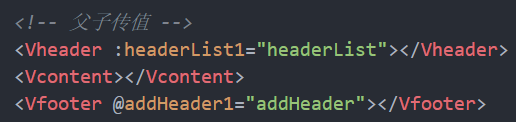 <!-- 父子传值 -->
<Vheader :headerList1="headerList"></Vheader>
<Vcontent></Vcontent>
<Vfooter @addHeader1="addHeader"></Vfooter>